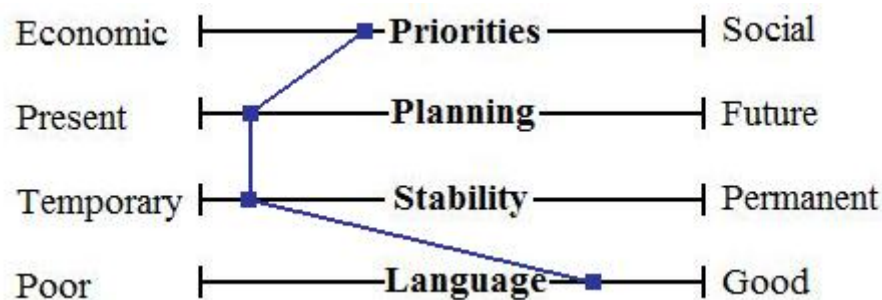 Economic Priorities Social
Present Planning Future
Temporary Stability Permanent
Poor Language Good